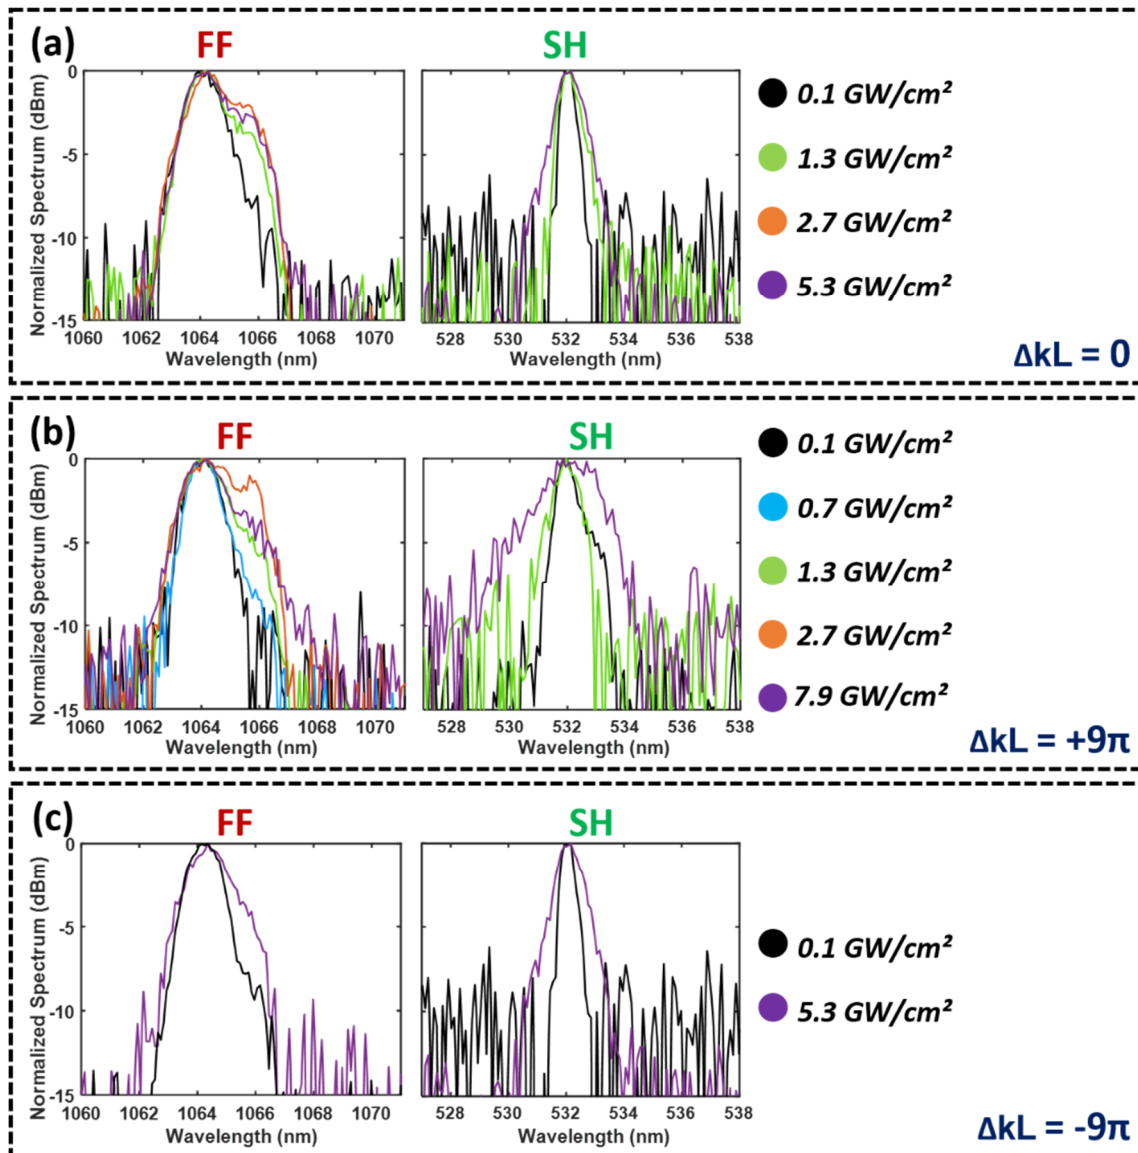 (a)
FF
SH
Normalized Spectrum (dBm)
0
-5
-10
-15
1060 1062 1064 1066 1068 1070
Wavelength (nm)
528 530 532 534 536 538
Wavelength (nm)
0.1 GW/cm²
1.3 GW/cm²
2.7 GW/cm²
5.3 GW/cm²
ΔkL = 0
(b)
FF
SH
Normalized Spectrum (dBm)
0
-5
-10
-15
1060 1062 1064 1066 1068 1070
Wavelength (nm)
528 530 532 534 536 538
Wavelength (nm)
0.1 GW/cm²
0.7 GW/cm²
1.3 GW/cm²
2.7 GW/cm²
7.9 GW/cm²
ΔkL = +9π
(c)
FF
SH
Normalized Spectrum (dBm)
0
-5
-10
-15
1060 1062 1064 1066 1068 1070
Wavelength (nm)
528 530 532 534 536 538
Wavelength (nm)
0.1 GW/cm²
5.3 GW/cm²
ΔkL = -9π